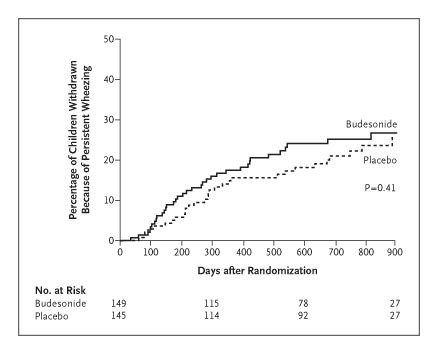 50
40
30
20
10
0
Percentage of Children Withdrawn
Because of Persistent Wheezing
Budesonide
Placebo
P=0.41
0 100 200 300 400 500 600 700 800 900
Days after Randomization
No. at Risk
Budesonide 149 115 78 27
Placebo 145 114 92 27